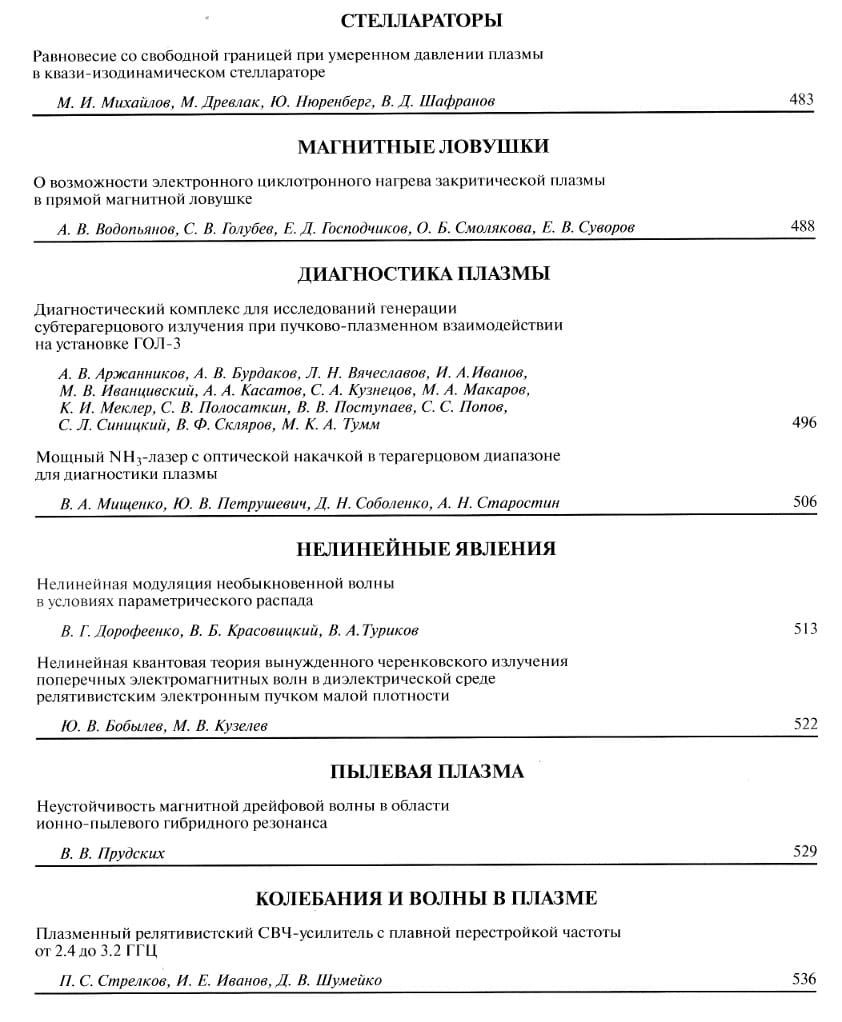 СТЕЛЛАРАТОРЫ
Равновесие со свободной границей при умеренном давлении плазмы
в квази-изодинамическом стеллараторе
М. И. Михайлов, М. Древлак, Ю. Нюренберг, В. Д. Шафранов 483
МАГНИТНЫЕ ЛОВУШКИ
О возможности электронного циклотронного нагрева закритической плазмы
в прямой магнитной ловушке
А. В. Водопьянов, С. В. Голубев, Е. Д. Господчиков, О. Б. Смолякова, Е. В. Суворов 488
ДИАГНОСТИКА ПЛАЗМЫ
Диагностический комплекс для исследований генерации
субтерагерцового излучения при пучково-плазменном взаимодействии
на установке ГОЛ-3
А. В. Аржанников, А. В. Бурдаков, Л. Н. Вячеславов, И. А.Иванов,
М. В. Иванцивский, А. А. Касатов, С. А. Кузнецов, М. А. Макаров,
К. И. Меклер, С. В. Полосаткин, В. В. Поступаев, С. С. Попов,
С. Л. Синицкий, В. Ф. Скляров, М. К. А. Тумм 496
Мощный NH₃-лазер с оптической накачкой в терагерцовом диапазоне
для диагностики плазмы
В. А. Мищенко, Ю. В. Петрушевич, Д. Н. Соболенко, А. Н. Старостин 506
НЕЛИНЕЙНЫЕ ЯВЛЕНИЯ
Нелинейная модуляция необыкновенной волны
в условиях параметрического распада
В. Г. Дорофеенко, В. Б. Красовицкий, В. А.Туриков 513
Нелинейная квантовая теория вынужденного черенковского излучения
поперечных электромагнитных волн в диэлектрической среде
релятивистским электронным пучком малой плотности
Ю. В. Бобылев, М. В. Кузелев 522
ПЫЛЕВАЯ ПЛАЗМА
Неустойчивость магнитной дрейфовой волны в области
ионно-пылевого гибридного резонанса
В. В. Прудских 529
КОЛЕБАНИЯ И ВОЛНЫ В ПЛАЗМЕ
Плазменный релятивистский СВЧ-усилитель с плавной перестройкой частоты
от 2.4 до 3.2 ГГЦ
П. С. Стрелков, И. Е. Иванов, Д. В. Шумейко 536